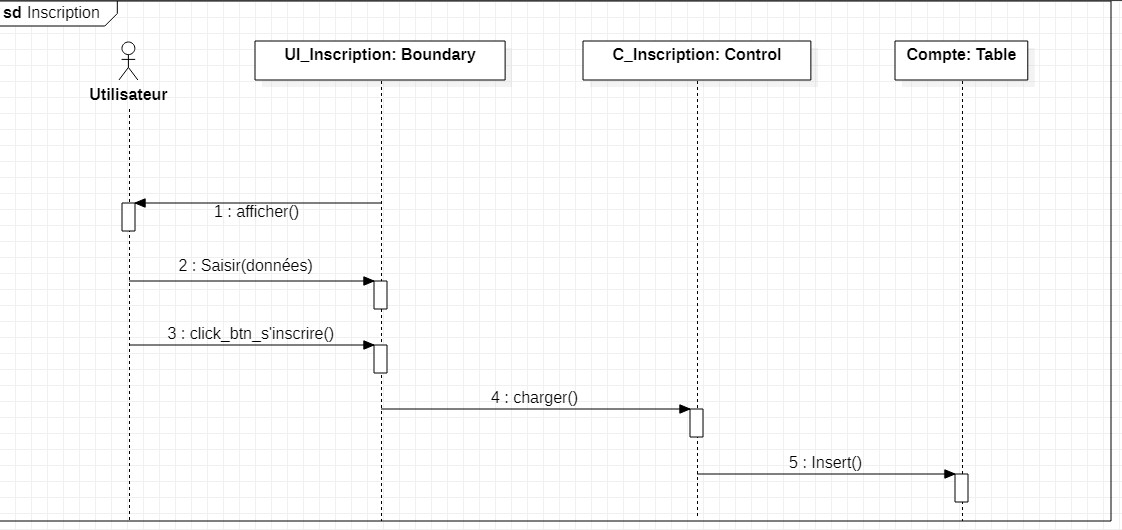 sd Inscription
Utilisateur
UI_Inscription: Boundary
C_Inscription: Control
Compte: Table
1 : afficher()
2 : Saisir(données)
3 : click_btn_s'inscrire()
4 : charger()
5 : Insert()